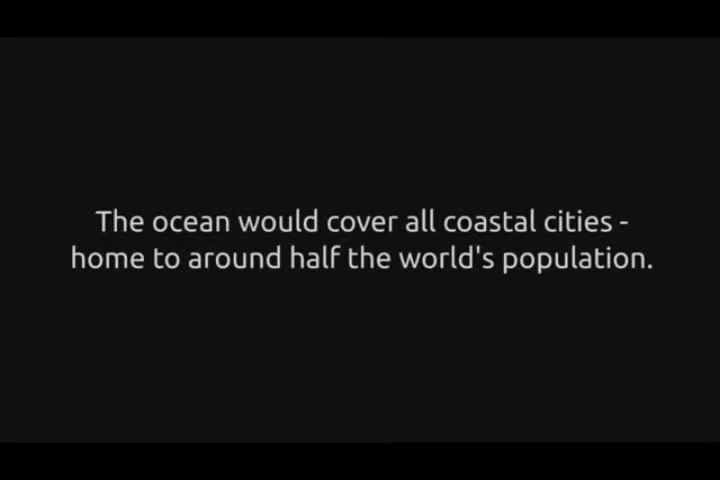 The ocean would cover all coastal cities -
home to around half the world's population.